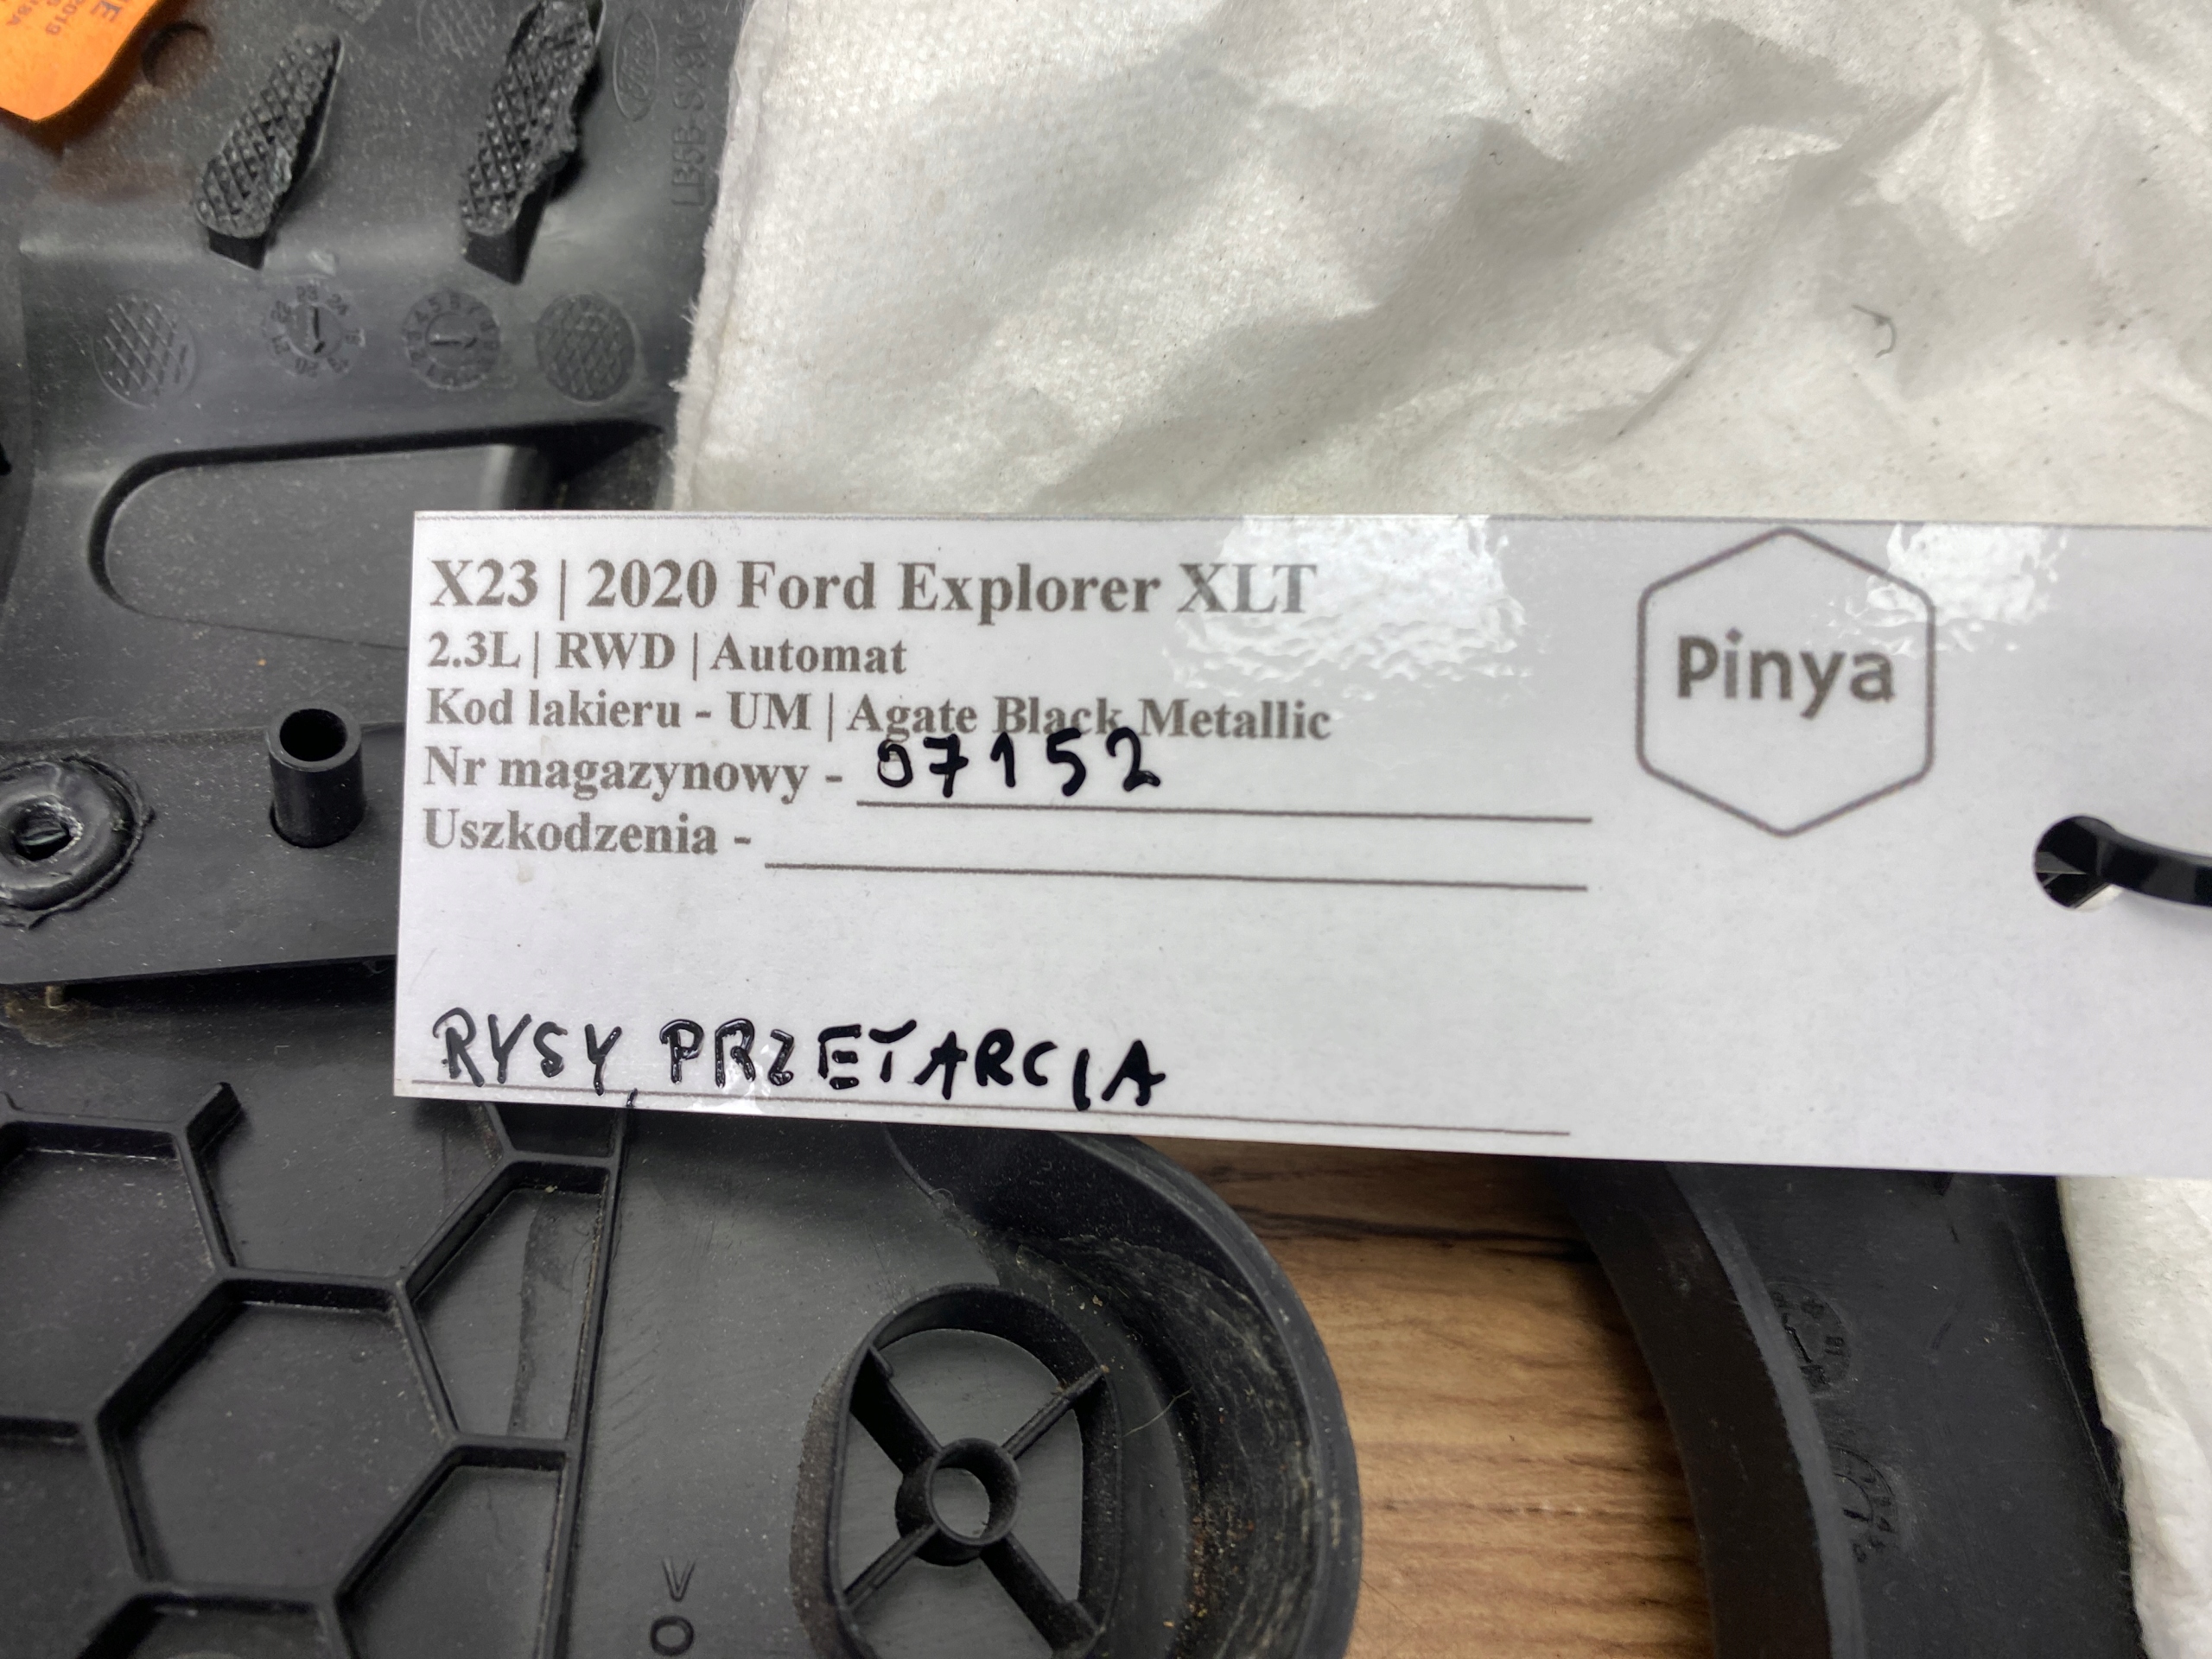 X23 | 2020 Ford Explorer XLT
2.3L | RWD | Automat
Kod lakieru - UM | Agate Black Metallic
Nr magazynowy - 07152
Uszkodzenia -
RYSY, PRZETARCIA
Pinya
Ford